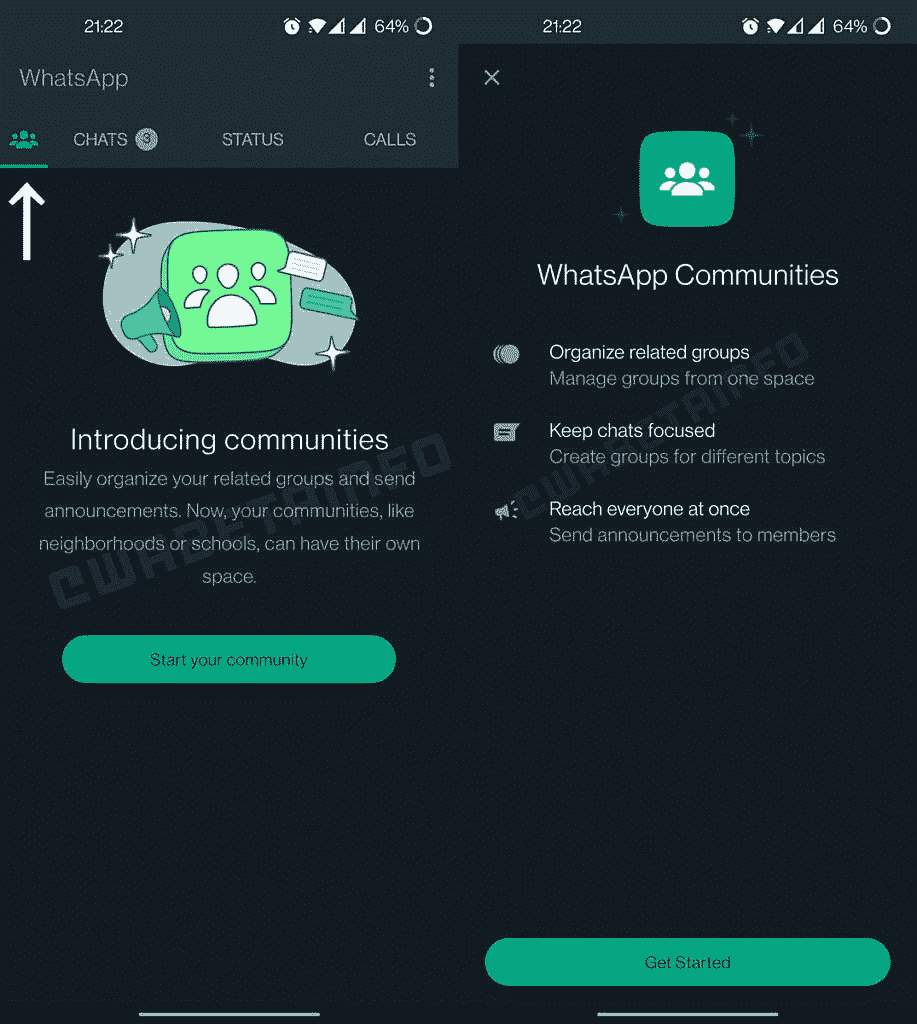 21:22
64%
WhatsApp
CHATS 3
STATUS
CALLS
Introducing communities
Easily organize your related groups and send
announcements. Now, your communities, like
neighborhoods or schools, can have their own
space.
Start your community
CWABETAINFO
21:22
64%
WhatsApp Communities
Organize related groups
Manage groups from one space
Keep chats focused
Create groups for different topics
Reach everyone at once
Send announcements to members
CWABETAINFO
Get Started